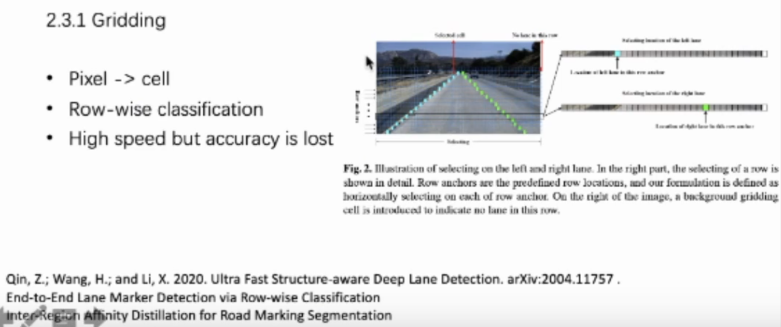 2.3.1 Gridding
• Pixel -> cell
• Row-wise classification
• High speed but accuracy is lost
Selected cell
No lane in this row
Selecting location of the left lane
Location of left lane in this row anchor
Selecting location of the right lane
Location of right lane in this row anchor
Row anchors
Selecting
Fig. 2. Illustration of selecting on the left and right lane. In the right part, the selecting of a row is
shown in detail. Row anchors are the predefined row locations, and our formulation is defined as
horizontally selecting on each of row anchor. On the right of the image, a background gridding
cell is introduced to indicate no lane in this row.
Qin, Z.; Wang, H.; and Li, X. 2020. Ultra Fast Structure-aware Deep Lane Detection. arXiv:2004.11757 .
End-to-End Lane Marker Detection via Row-wise Classification
Inter-Region Affinity Distillation for Road Marking Segmentation